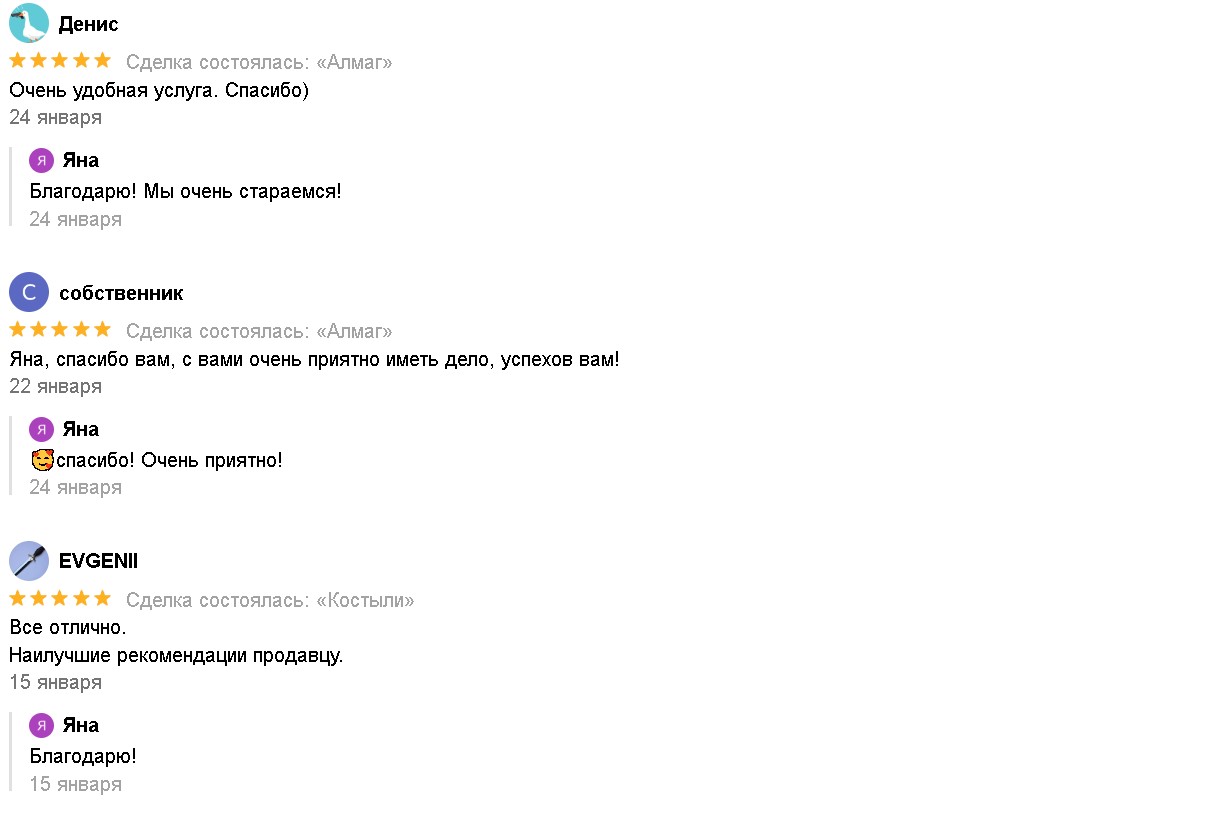 Денис
Сделка состоялась: «Алмаг»
Очень удобная услуга. Спасибо)
24 января
Я Яна
Благодарю! Мы очень стараемся!
24 января
С собственник
Сделка состоялась: «Алмаг»
Яна, спасибо вам, с вами очень приятно иметь дело, успехов вам!
22 января
Я Яна
🥰спасибо! Очень приятно!
24 января
EVGENII
Сделка состоялась: «Костыли»
Все отлично.
Наилучшие рекомендации продавцу.
15 января
Я Яна
Благодарю!
15 января